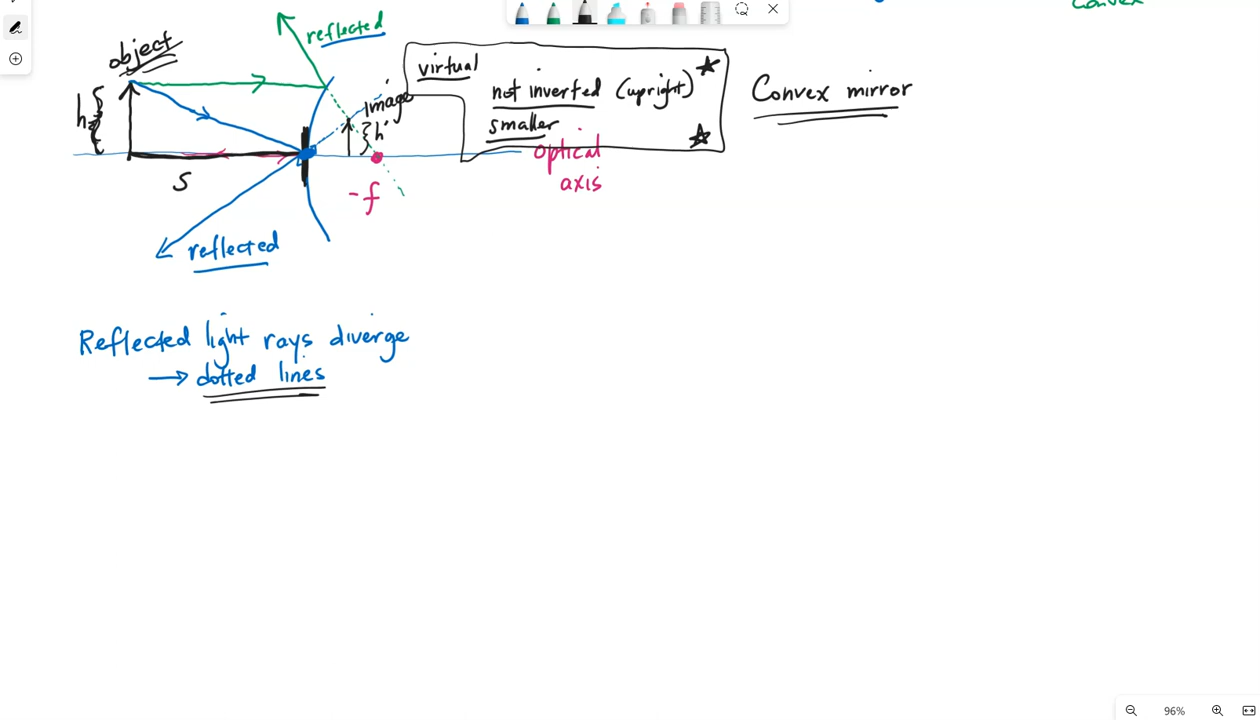 Convex
reflected
object
virtual
not inverted (upright)
smaller
Convex mirror
image
h
h'
optical
axis
S
-f
reflected
Reflected light rays diverge
→ dotted lines
96%